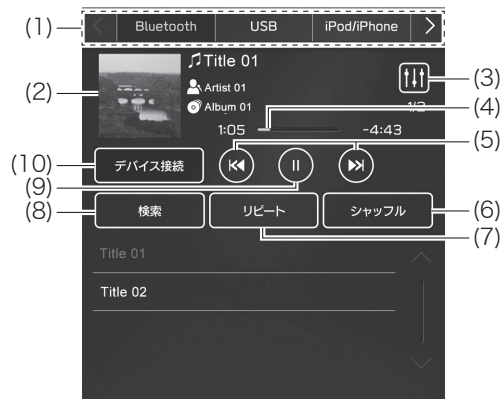 (1)
Bluetooth USB iPod/iPhone
(2)
Title 01
Artist 01
Album 01
(3)
1/2
(4)
1:05 -4:43
(5)
(10)
デバイス接続
(9)
(8)
検索 リピート シャッフル
(6)
(7)
Title 01
Title 02